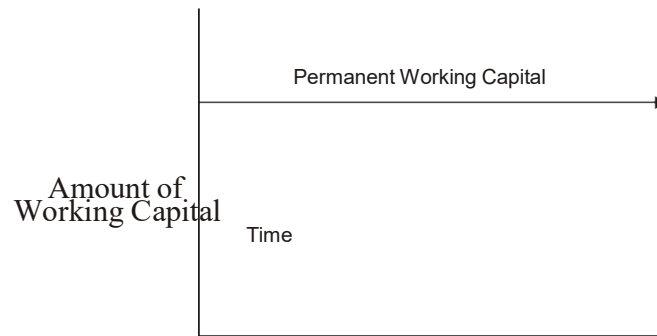 Permanent Working Capital
Amount of
Working Capital
Time